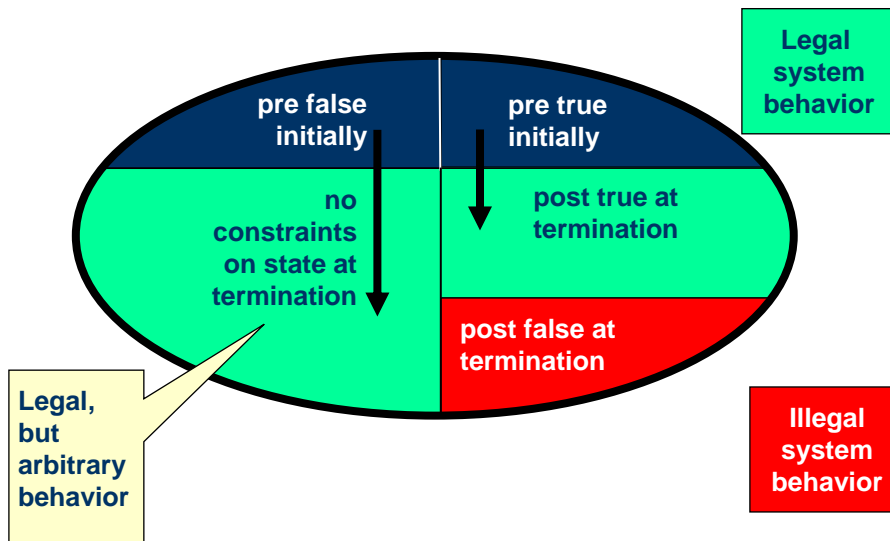 Legal
system
behavior
pre false
initially
pre true
initially
no
constraints
on state at
termination
post true at
termination
post false at
termination
Legal,
but
arbitrary
behavior
Illegal
system
behavior